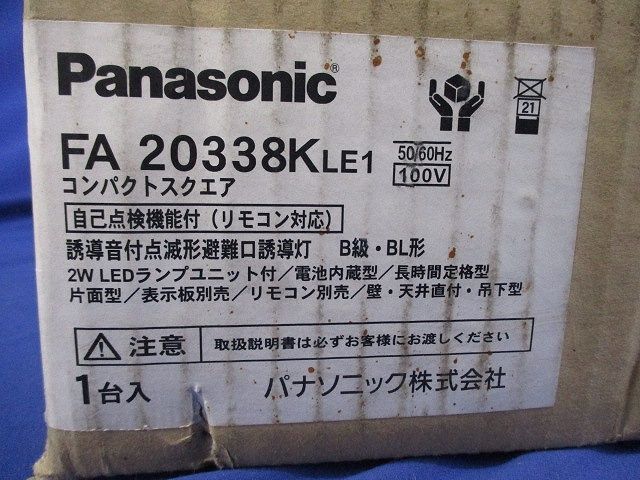 Panasonic®
21
FA 20338KLE1
50/60Hz
100V
コンパクトスクエア
自己点検機能付（リモコン対応）
誘導音付点滅形避難口誘導灯 B級・BL形
2W LEDランプユニット付／電池内蔵型／長時間定格型
片面型／表示板別売／リモコン別売／壁・天井直付・吊下型
注意 取扱説明書は必ずお客様にお渡しください
1台入 パナソニック株式会社